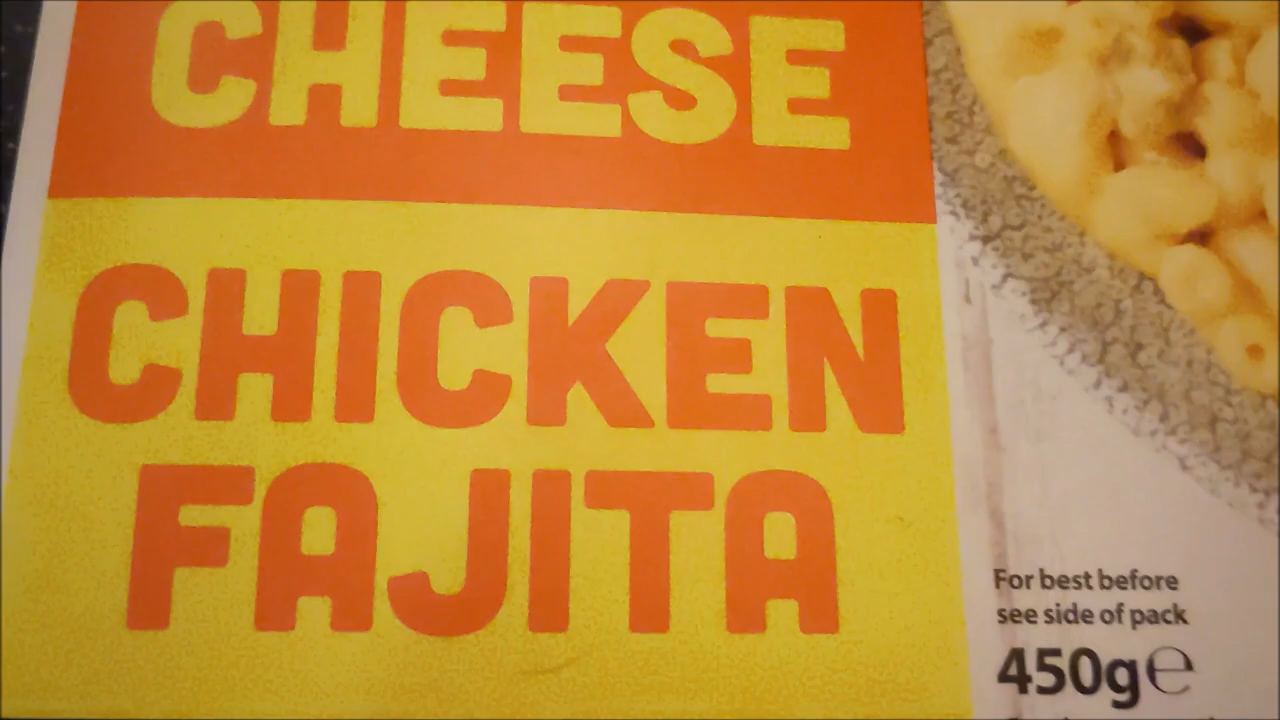 CHEESE
CHICKEN
FAJITA
For best before
see side of pack
450g℮